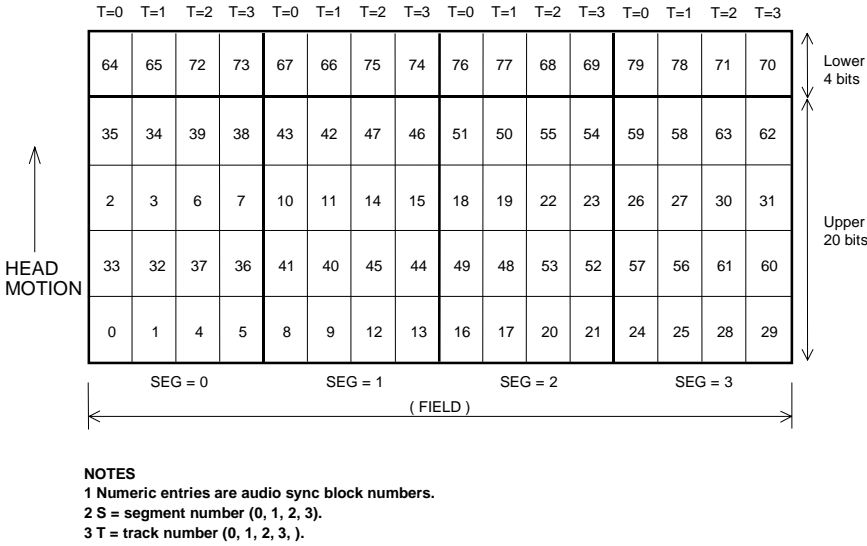 T=0 T=1 T=2 T=3 T=0 T=1 T=2 T=3 T=0 T=1 T=2 T=3 T=0 T=1 T=2 T=3
64 65 72 73 67 66 75 74 76 77 68 69 79 78 71 70
Lower
4 bits
35 34 39 38 43 42 47 46 51 50 55 54 59 58 63 62
2 3 6 7 10 11 14 15 18 19 22 23 26 27 30 31
Upper
20 bits
HEAD
MOTION
33 32 37 36 41 40 45 44 49 48 53 52 57 56 61 60
0 1 4 5 8 9 12 13 16 17 20 21 24 25 28 29
SEG = 0 SEG = 1 SEG = 2 SEG = 3
( FIELD )
NOTES
1 Numeric entries are audio sync block numbers.
2 S = segment number (0, 1, 2, 3).
3 T = track number (0, 1, 2, 3, ).